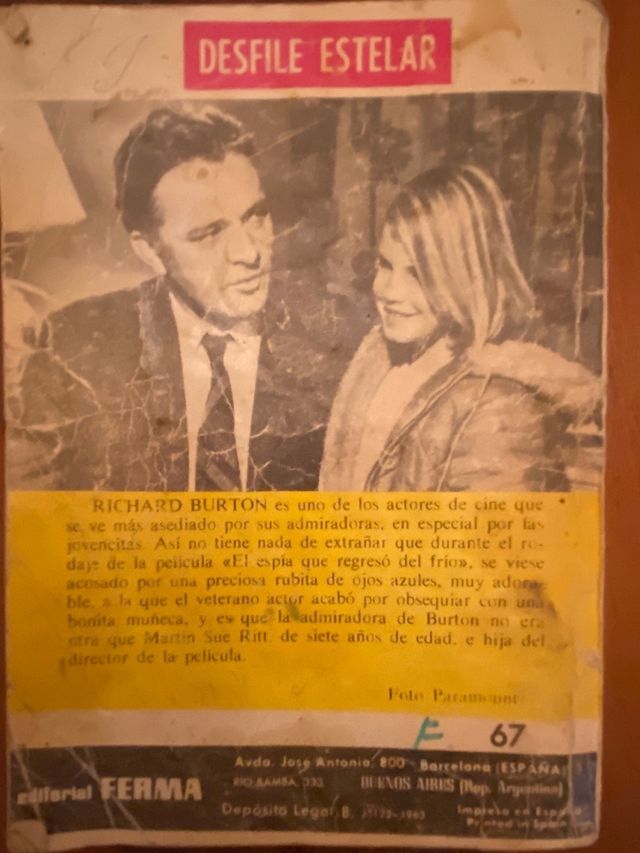 DESFILE ESTELAR
RICHARD BURTON es uno de los actores de cine que
se ve más asediado por sus admiradoras, en especial por las
jovencitas. Así no tiene nada de extrañar que durante el ro-
daje de la película «El espía que regresó del frío», se viese
acosado por una preciosa rubita de ojos azules, muy adora-
ble, a la que el veterano actor acabó por obsequiar con una
bonita muñeca, y es que la admiradora de Burton no era
otra que Martin Sue Ritt, de siete años de edad, e hija del
director de la película.
Foto Paramount
F 67
editorial FERMA
Avda. José Antonio, 800 - Barcelona (ESPAÑA)
RIO BAMBA, 333 BUENOS AIRES (Rep. Argentina)
Depósito Legal B. -1963
Impreso en España
Printed in Spain